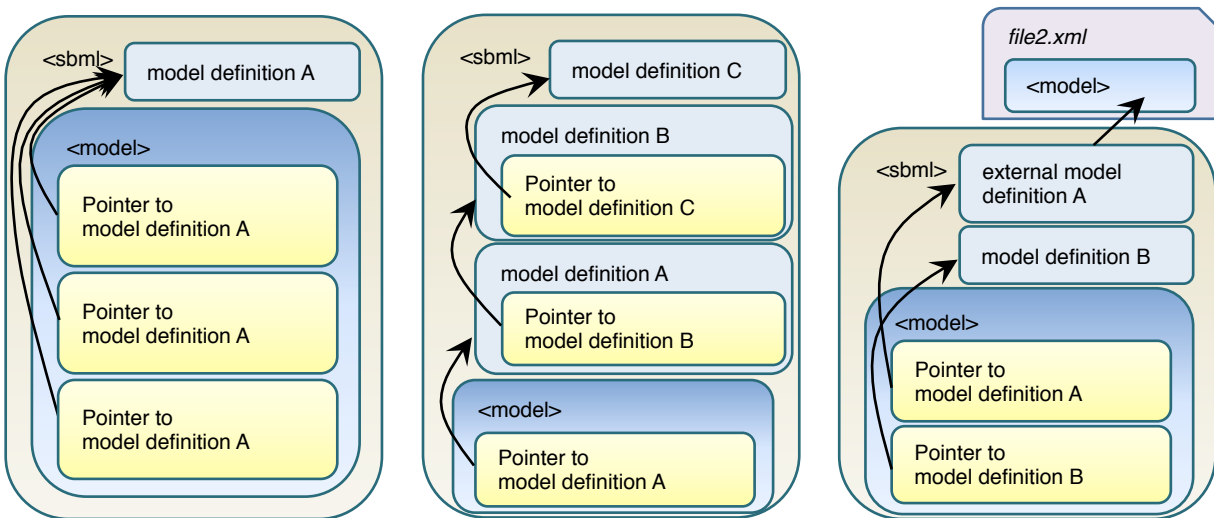 <sbml>
model definition A
<model>
Pointer to
model definition A
Pointer to
model definition A
Pointer to
model definition A
<sbml>
model definition C
model definition B
Pointer to
model definition C
model definition A
Pointer to
model definition B
<model>
Pointer to
model definition A
file2.xml
<model>
<sbml>
external model
definition A
model definition B
<model>
Pointer to
model definition A
Pointer to
model definition B